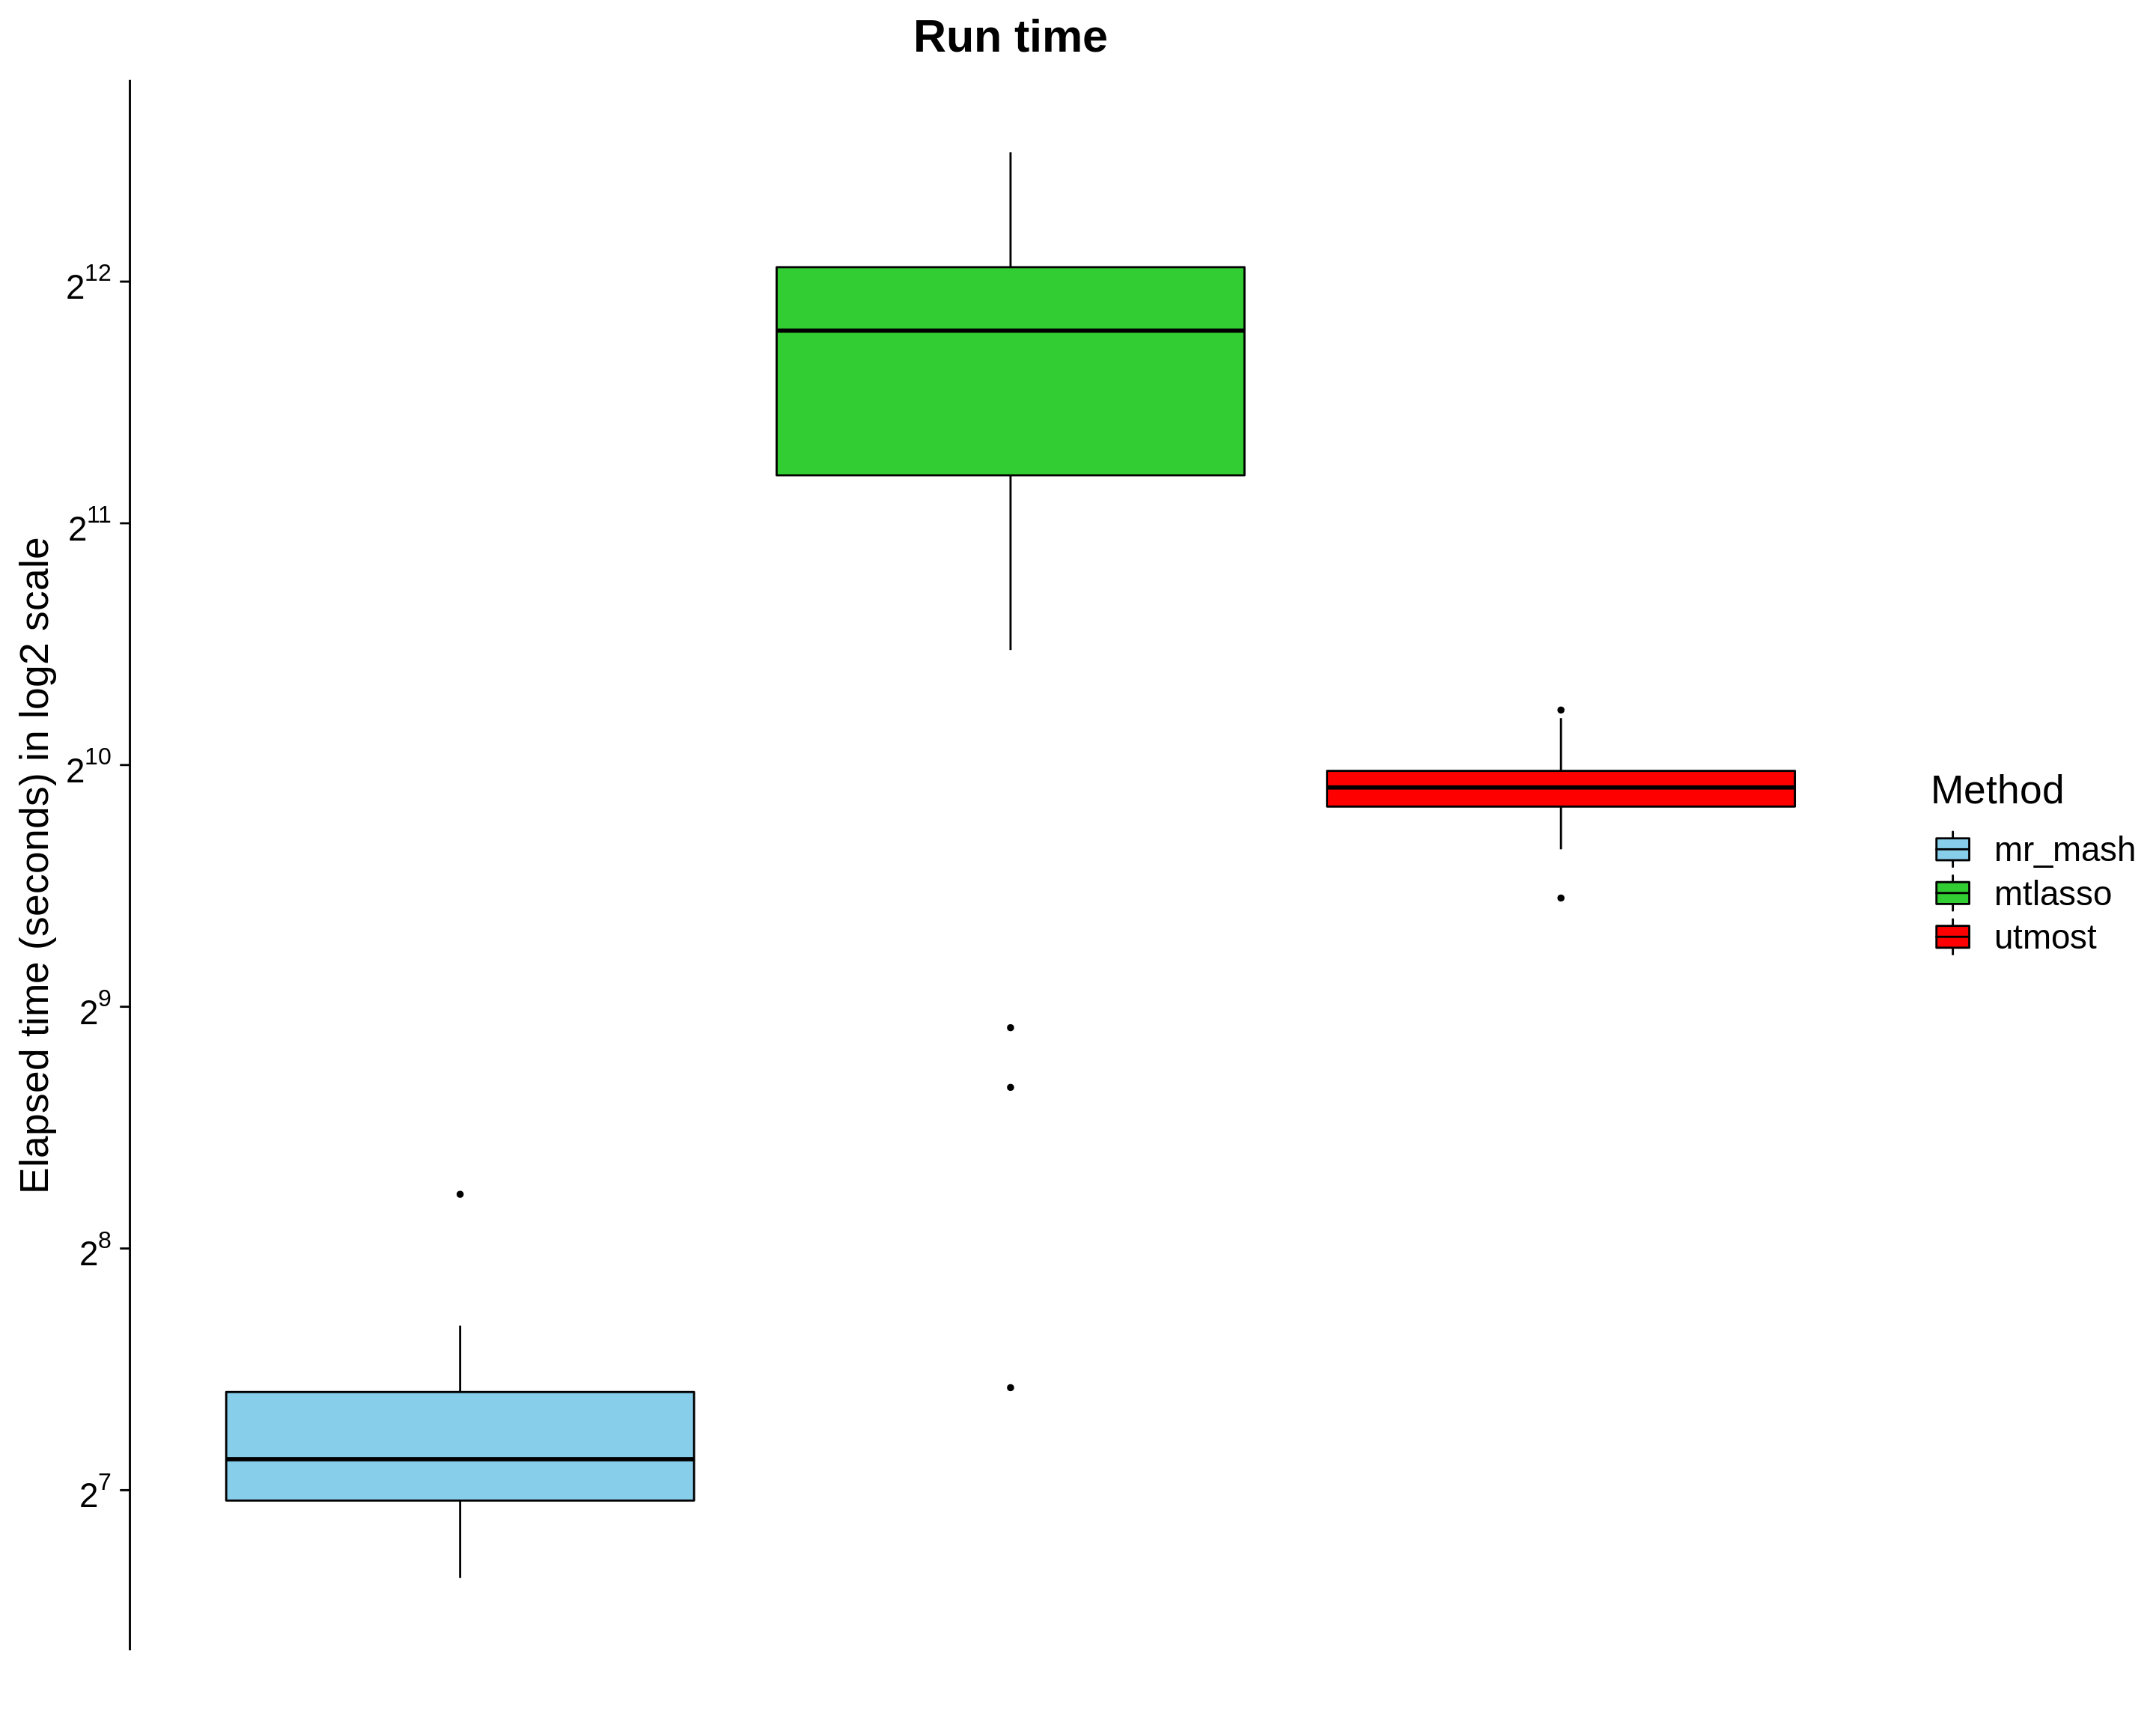 Run time
Elapsed time (seconds) in log2 scale
2^12
2^11
2^10
2^9
2^8
2^7
Method
mr_mash
mtlasso
utmost